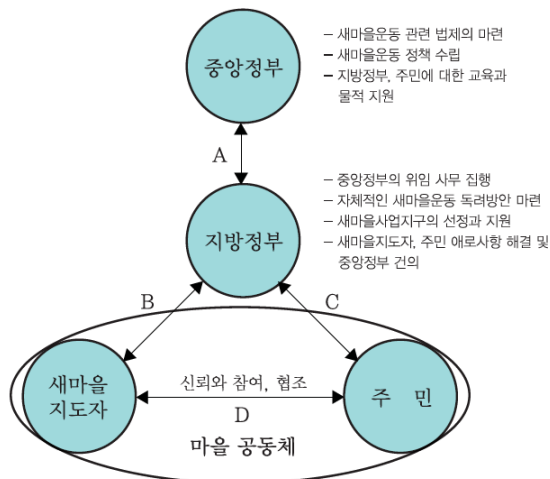 중앙정부
– 새마을운동 관련 법제의 마련
– 새마을운동 정책 수립
– 지방정부, 주민에 대한 교육과
물적 지원
A
지방정부
– 중앙정부의 위임 사무 집행
– 자체적인 새마을운동 독려방안 마련
– 새마을사업지구의 선정과 지원
– 새마을지도자, 주민 애로사항 해결 및
중앙정부 건의
B
C
새마을
지도자
신뢰와 참여, 협조
D
주 민
마을 공동체